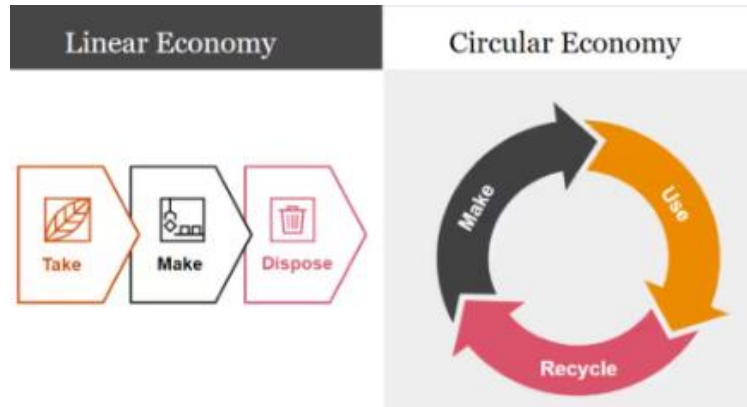 Linear Economy
Circular Economy
Take
Make
Dispose
Make
Use
Recycle